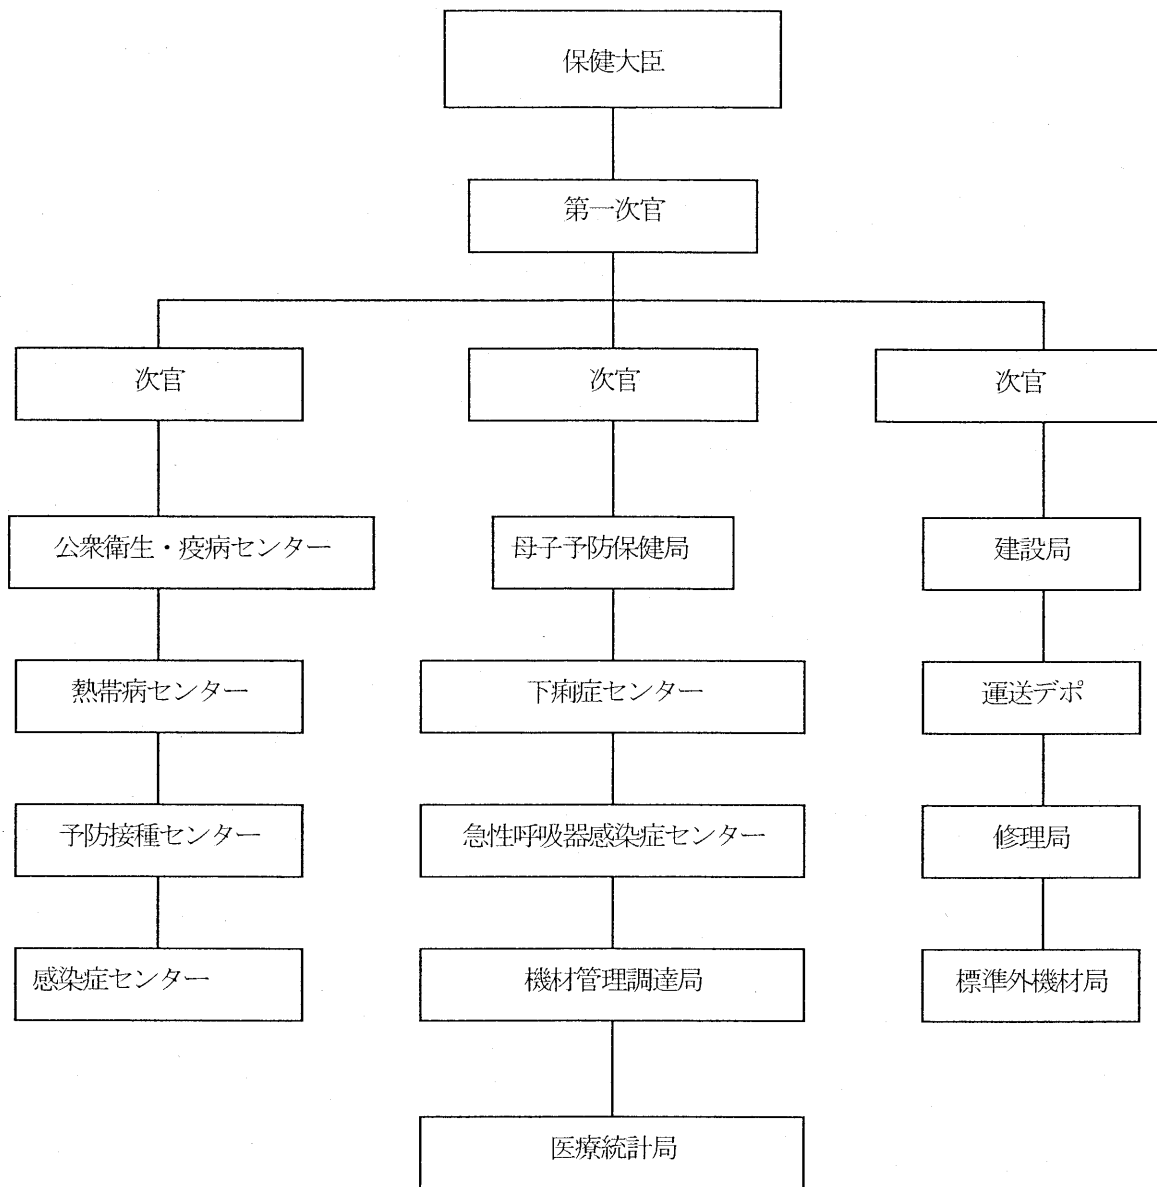 保健大臣
第一次官
次官
次官
次官
公衆衛生・疫病センター
母子予防保健局
建設局
熱帯病センター
下痢症センター
運送デポ
予防接種センター
急性呼吸器感染症センター
修理局
感染症センター
機材管理調達局
標準外機材局
医療統計局